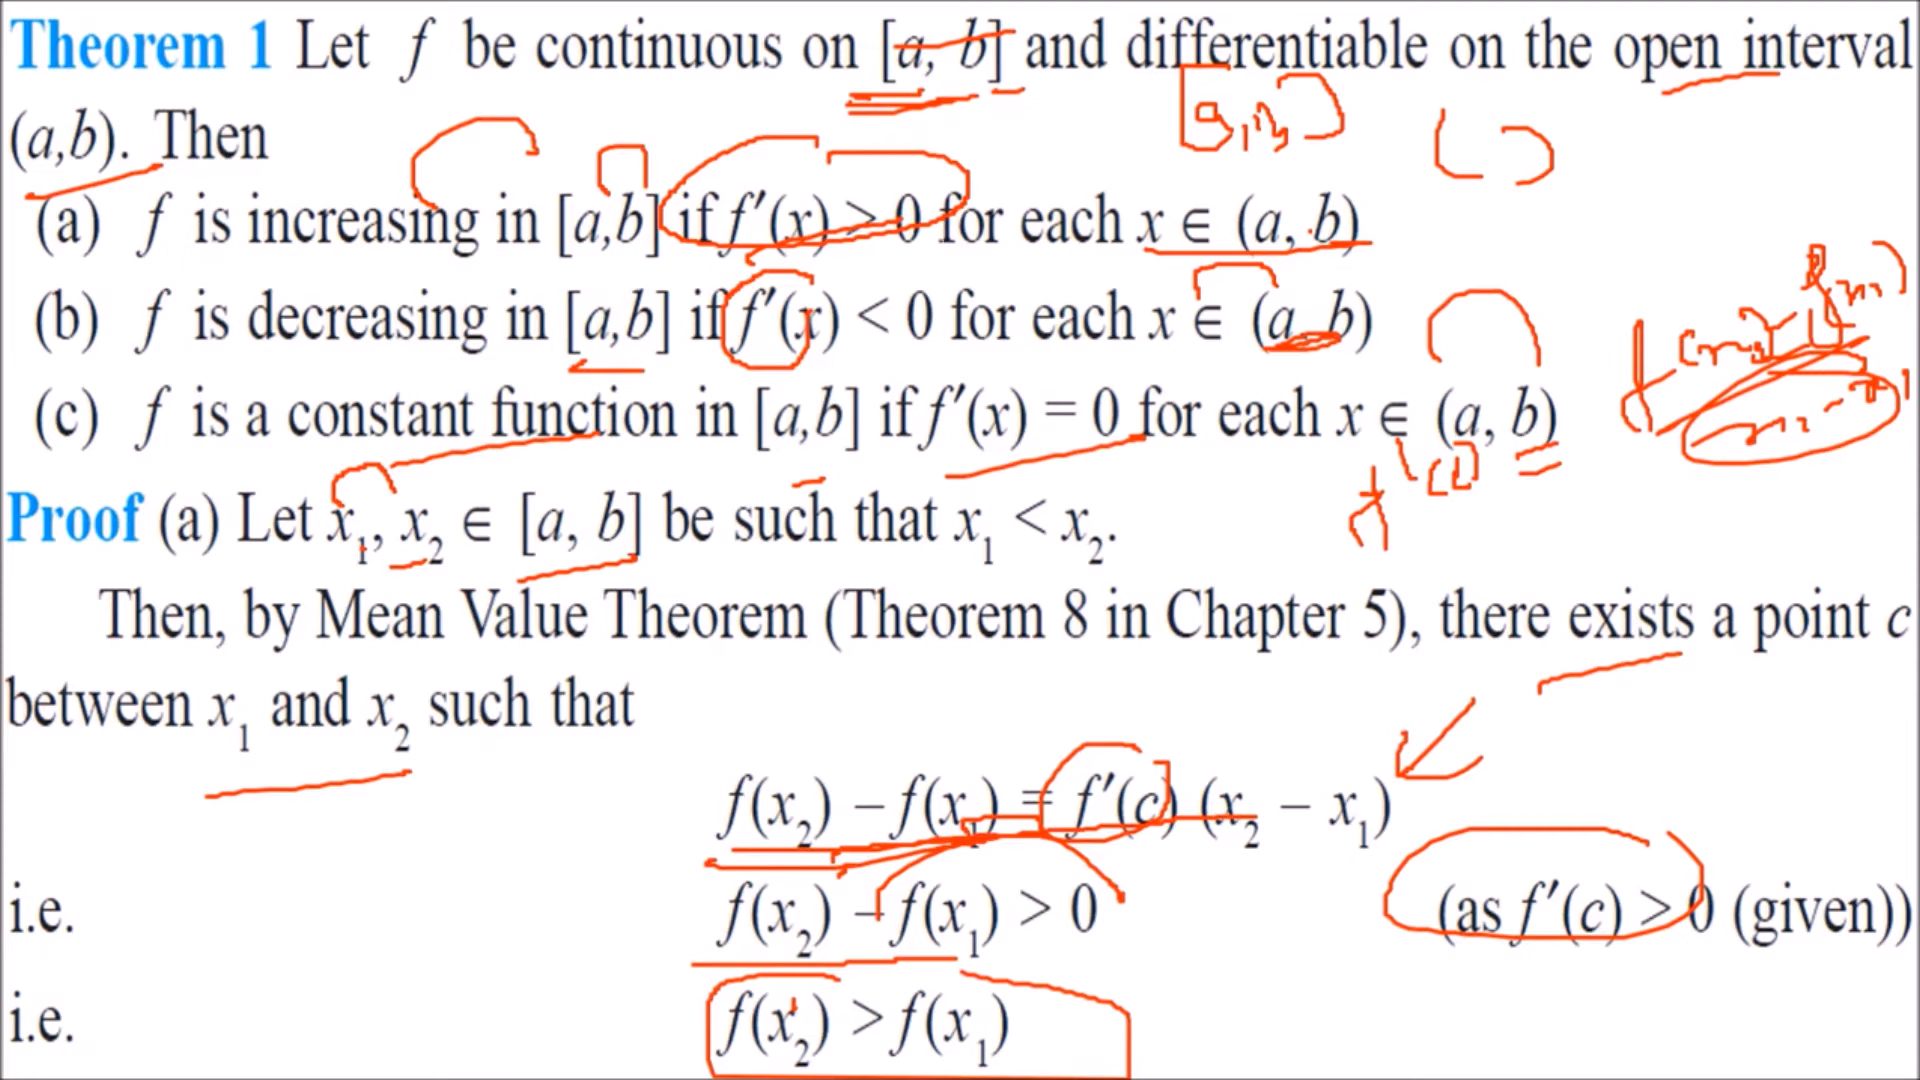 Theorem 1 Let f be continuous on [a, b] and differentiable on the open interval
(a,b). Then
(a) f is increasing in [a,b] if f′(x) > 0 for each x ∈ (a, b)
(b) f is decreasing in [a,b] if f′(x) < 0 for each x ∈ (a, b)
(c) f is a constant function in [a,b] if f′(x) = 0 for each x ∈ (a, b)
Proof (a) Let x₁, x₂ ∈ [a, b] be such that x₁ < x₂.
Then, by Mean Value Theorem (Theorem 8 in Chapter 5), there exists a point c
between x₁ and x₂ such that
f(x₂) – f(x₁) = f′(c) (x₂ – x₁)
i.e. f(x₂) – f(x₁) > 0 (as f′(c) > 0 (given))
i.e. f(x₂) > f(x₁)